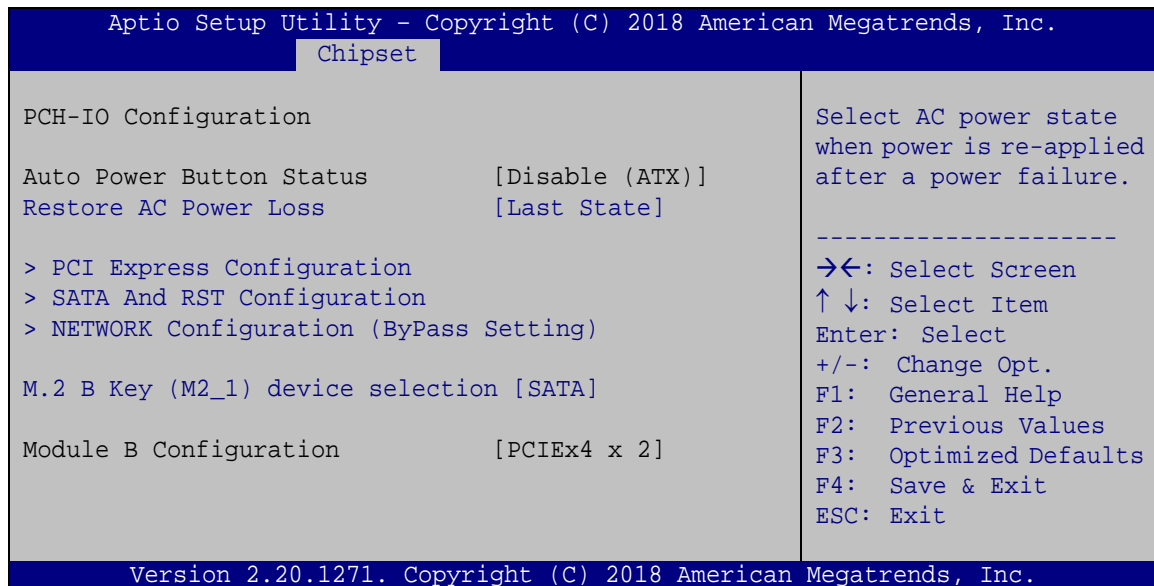 Aptio Setup Utility – Copyright (C) 2018 American Megatrends, Inc.
Chipset
PCH-IO Configuration
Auto Power Button Status [Disable (ATX)]
Restore AC Power Loss [Last State]
> PCI Express Configuration
> SATA And RST Configuration
> NETWORK Configuration (ByPass Setting)
M.2 B Key (M2_1) device selection [SATA]
Module B Configuration [PCIEx4 x 2]
Select AC power state
when power is re-applied
after a power failure.
----------------------
→←: Select Screen
↑ ↓: Select Item
Enter: Select
+/-: Change Opt.
F1: General Help
F2: Previous Values
F3: Optimized Defaults
F4: Save & Exit
ESC: Exit
Version 2.20.1271. Copyright (C) 2018 American Megatrends, Inc.